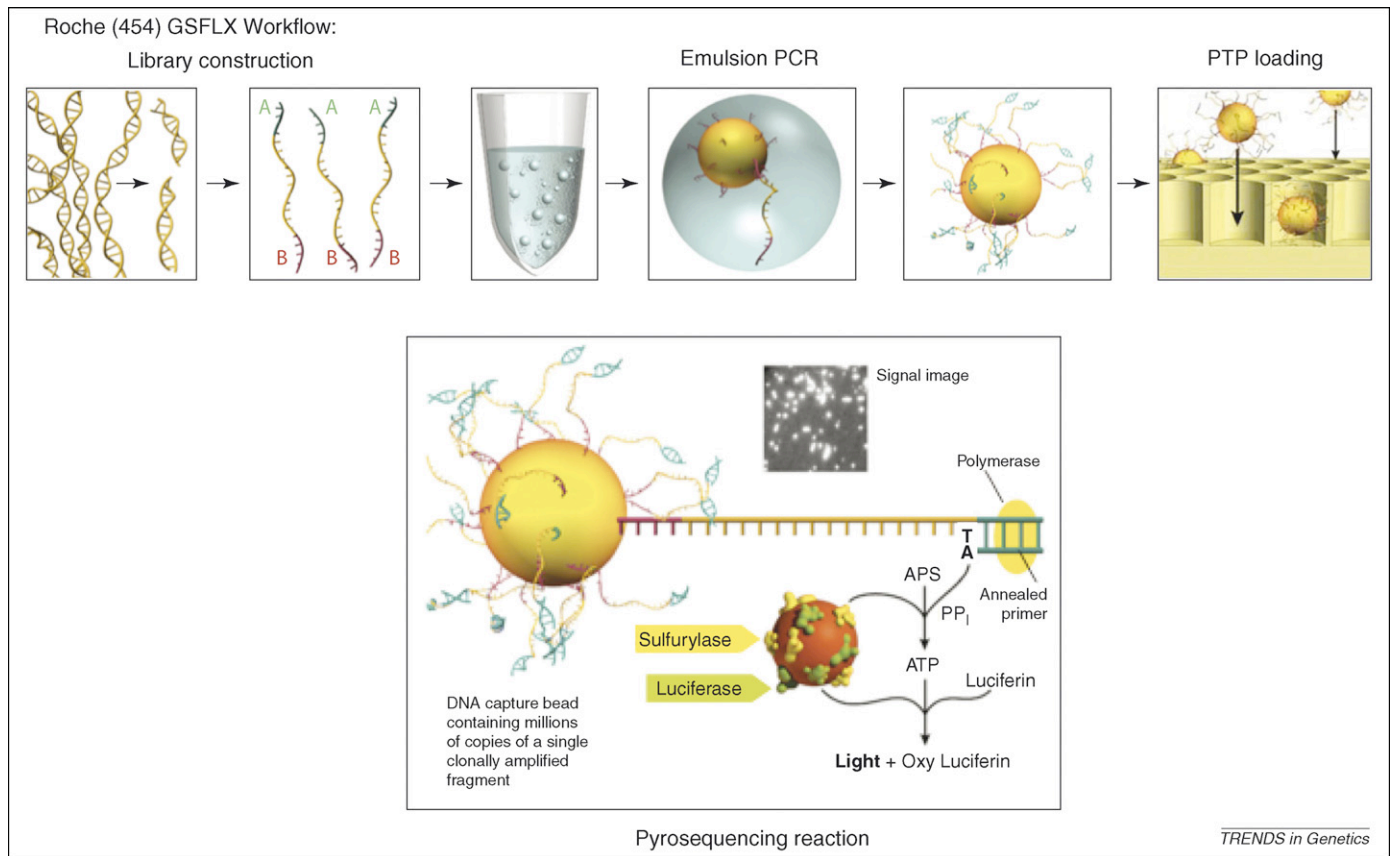 Roche (454) GSFLX Workflow:
Library construction
Emulsion PCR
PTP loading
A
A
A
B
B
B
Signal image
Polymerase
T
A
APS
PPI
Annealed
primer
Sulfurylase
Luciferase
ATP
Luciferin
DNA capture bead
containing millions
of copies of a single
clonally amplified
fragment
Light + Oxy Luciferin
Pyrosequencing reaction
TRENDS in Genetics